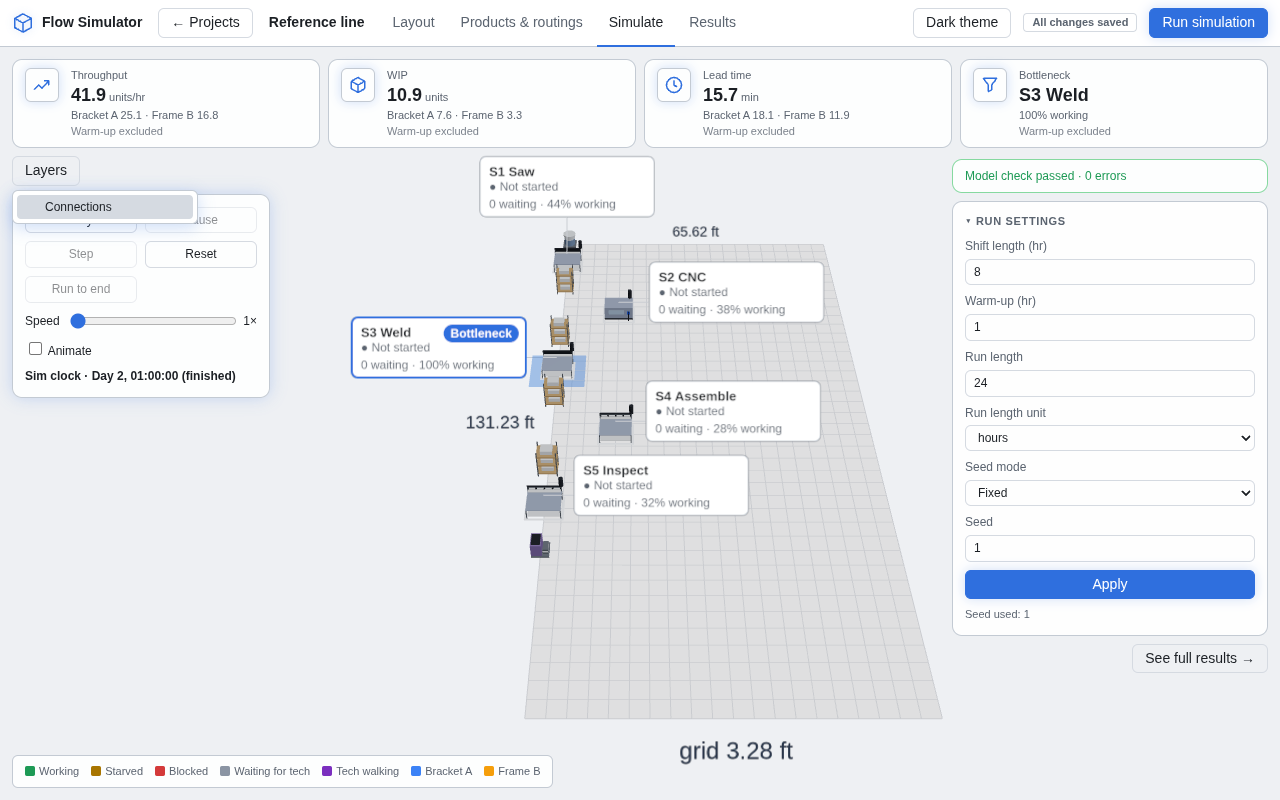 Flow Simulator
← Projects
Reference line
Layout
Products & routings
Simulate
Results
Dark theme
All changes saved
Run simulation
Throughput
41.9 units/hr
Bracket A 25.1 · Frame B 16.8
Warm-up excluded
WIP
10.9 units
Bracket A 7.6 · Frame B 3.3
Warm-up excluded
Lead time
15.7 min
Bracket A 18.1 · Frame B 11.9
Warm-up excluded
Bottleneck
S3 Weld
100% working
Warm-up excluded
Layers
Connections
Step
Reset
Run to end
Speed
1×
Animate
Sim clock · Day 2, 01:00:00 (finished)
S1 Saw
● Not started
0 waiting · 44% working
65.62 ft
S2 CNC
● Not started
0 waiting · 38% working
S3 Weld
Bottleneck
● Not started
0 waiting · 100% working
131.23 ft
S4 Assemble
● Not started
0 waiting · 28% working
S5 Inspect
● Not started
0 waiting · 32% working
grid 3.28 ft
Model check passed · 0 errors
▾ RUN SETTINGS
Shift length (hr)
8
Warm-up (hr)
1
Run length
24
Run length unit
hours
Seed mode
Fixed
Seed
1
Apply
Seed used: 1
See full results →
Working
Starved
Blocked
Waiting for tech
Tech walking
Bracket A
Frame B